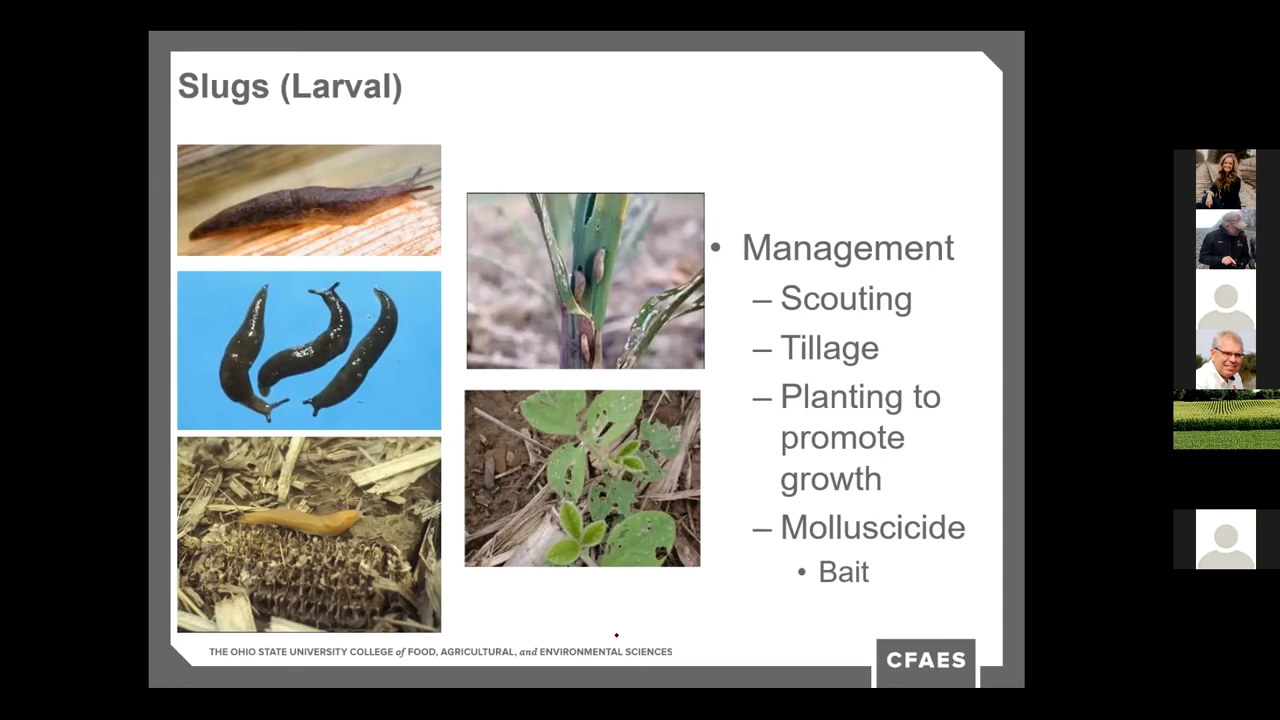 Slugs (Larval)
• Management
– Scouting
– Tillage
– Planting to
promote
growth
– Molluscicide
• Bait
THE OHIO STATE UNIVERSITY COLLEGE of FOOD, AGRICULTURAL, and ENVIRONMENTAL SCIENCES
CFAES